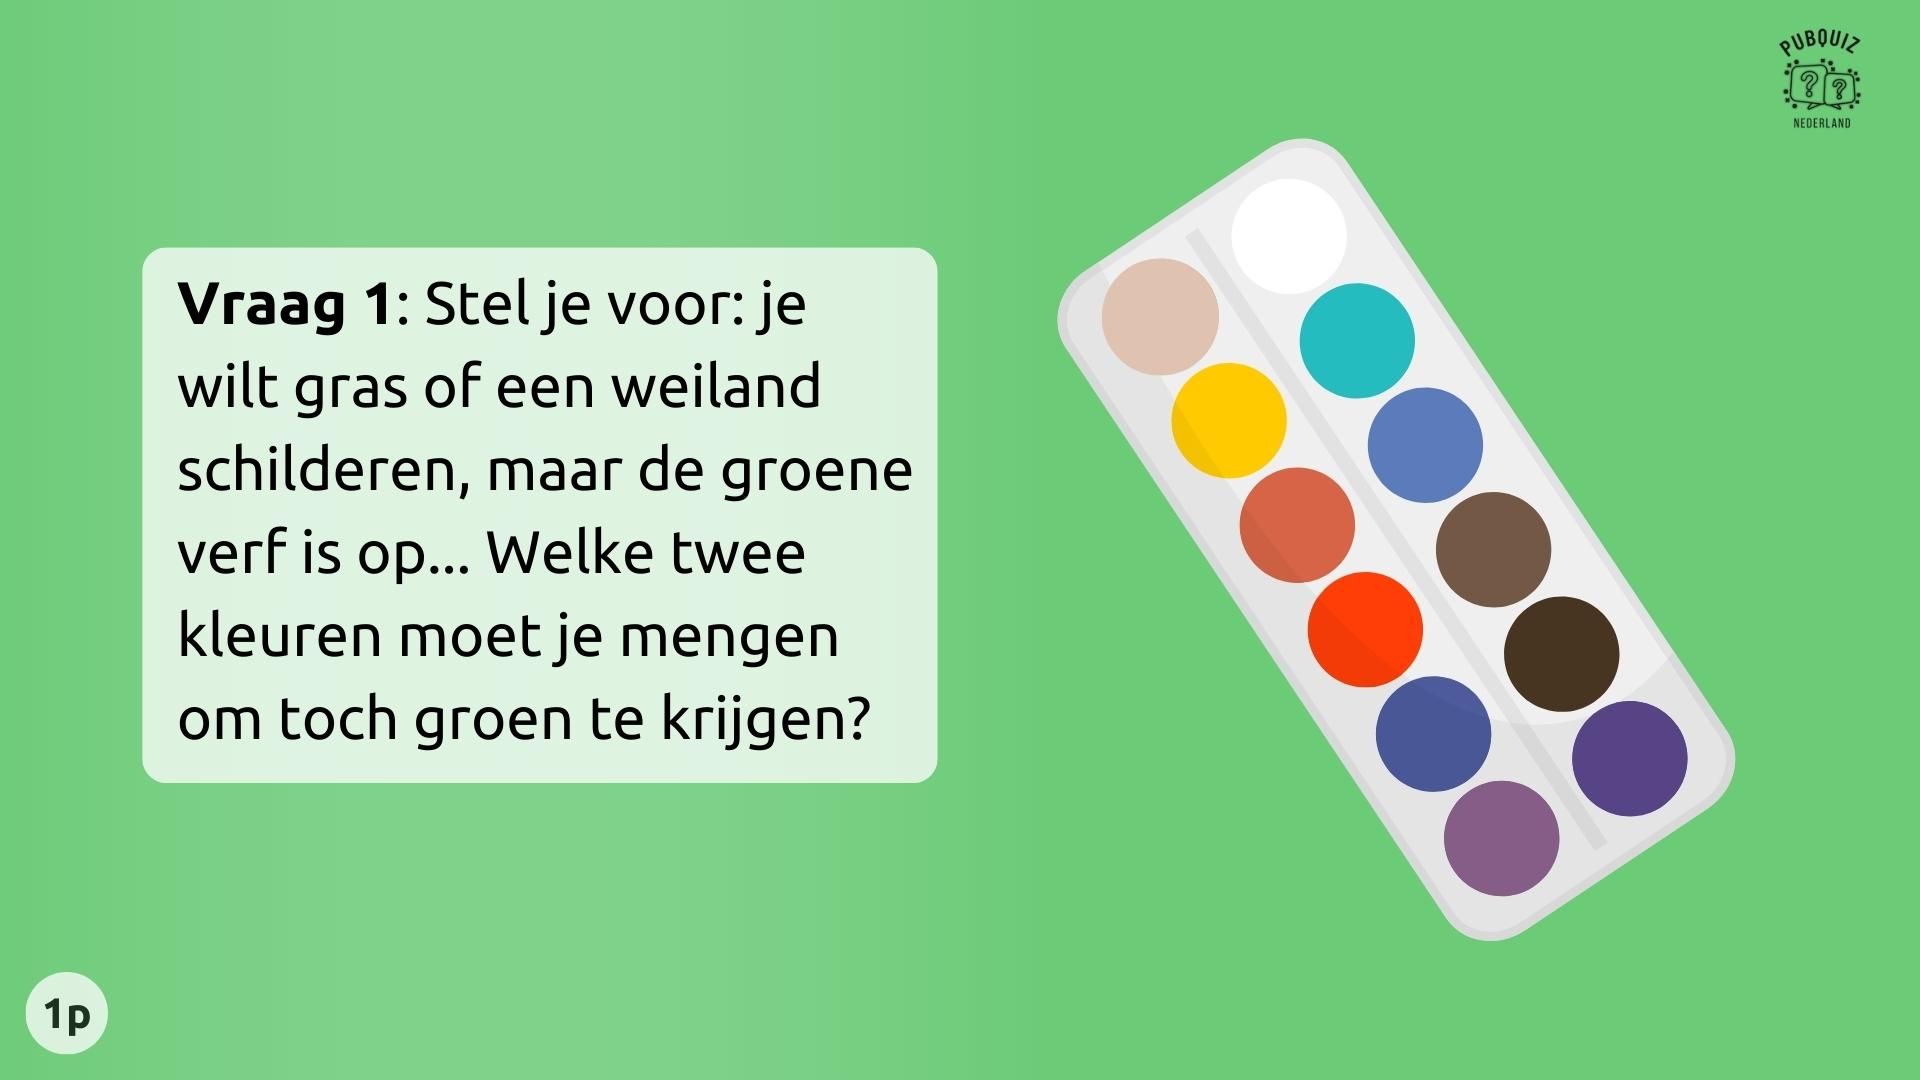 PUBQUIZ
? ?
NEDERLAND
Vraag 1: Stel je voor: je
wilt gras of een weiland
schilderen, maar de groene
verf is op... Welke twee
kleuren moet je mengen
om toch groen te krijgen?
1p